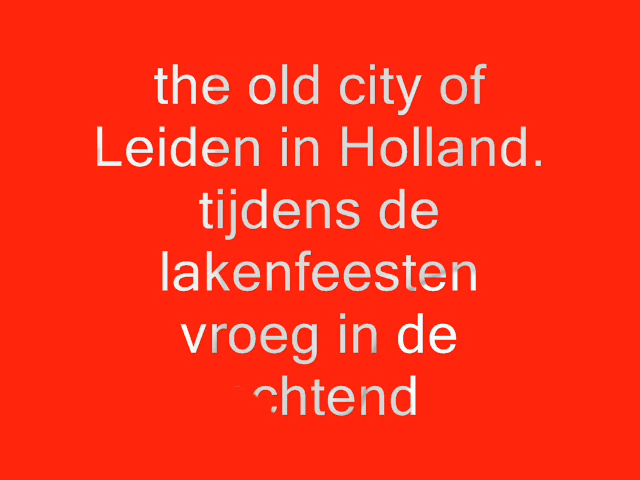 the old city of
Leiden in Holland.
tijdens de
lakenfeesten
vroeg in de